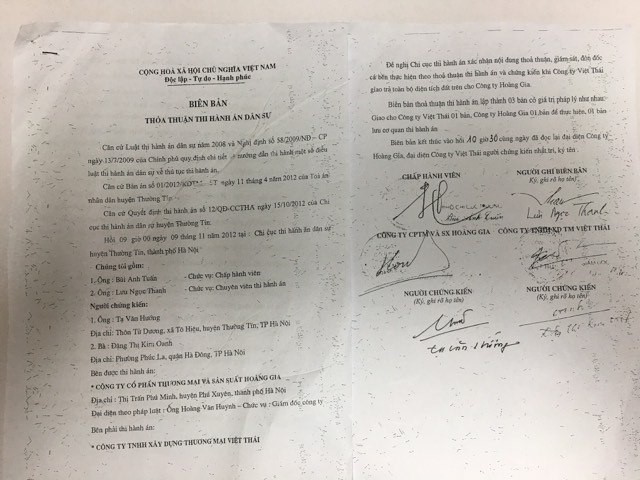 CỘNG HOÀ XÃ HỘI CHỦ NGHĨA VIỆT NAM
Độc lập - Tự do - Hạnh phúc
BIÊN BẢN
THỎA THUẬN THI HÀNH ÁN DÂN SỰ
Căn cứ Luật thi hành án dân sự năm 2008 và Nghị định số 58/2009/NĐ – CP
ngày 13/7/2009 của Chính phủ quy định chi tiết hướng dẫn thi hành một số điều
luật thi hành án dân sự về thủ tục thi hành án.
Căn cứ Bản án số ngày 11 tháng 4 năm 2012 của Toà án
nhân dân huyện Thường Tín.
Căn cứ Quyết định thi hành án số 12/QĐ-CCTHA ngày 15/10/2012 của Chi
cục thi hành án dân sự huyện Thường Tín;
Hồi 09 giờ 00 ngày 09 tháng 11 năm 2012 tại : Chi cục thi hành án dân sự
huyện Thường Tín, thành phố Hà Nội
Chúng tôi gồm:
1. Ông : Bùi Anh Tuấn - Chức vụ : Chấp hành viên
2. Ông : Lưu Ngọc Thanh - Chức vụ : Chuyên viên thi hành án
Người chứng kiến:
1. Ông : Tạ Văn Hường
Địa chỉ: Thôn Tử Dương, xã Tô Hiệu, huyện Thường Tín, TP Hà Nội
2. Bà : Đặng Thị Kim Oanh
Địa chỉ: Phường Phúc La, quận Hà Đông, TP Hà Nội
Bên được thi hành án:
* CÔNG TY CỔ PHẦN THƯƠNG MẠI VÀ SẢN SUẤT HOÀNG GIA
Địa chỉ : Thị Trấn Phú Minh, huyện Phú Xuyên, thành phố Hà Nội
Đại diện theo pháp luật : Ông Hoàng Văn Huynh – Chức vụ : Giám đốc công ty
Bên phải thi hành án:
* CÔNG TY TNHH XÂY DỰNG THƯƠNG MẠI VIỆT THÁI
Đề nghị Chi cục thi hành án xác nhận nội dung thoả thuận, giám sát, đôn đốc
cá bên thực hiện theo thoả thuận thi hành án và chứng kiến khi Công ty Việt Thái
giao trả toàn bộ diện tích đất trên cho Công ty Hoàng Gia.
Biên bản thoả thuận thi hành án lập thành 03 bản có giá trị pháp lý như nhau:
Giao cho Công ty Việt Thái 01 bản, Công ty Hoàng Gia 01 bản để thực hiện, 01 bản
lưu cơ quan thi hành án.
Biên bản kết thúc vào hồi 10 giờ 30 cùng ngày đã đọc lại đại diện Công ty
Hoàng Gia, đại diện Công ty Việt Thái người chứng kiến nhất trí, ký tên .
CHẤP HÀNH VIÊN
NGƯỜI GHI BIÊN BẢN
(Ký, ghi rõ họ tên)
Lưu Ngọc Thanh
CÔNG TY CPTM VÀ SX HOÀNG GIA
CÔNG TY TNHH XD TM VIỆT THÁI
NGƯỜI CHỨNG KIẾN
(Ký, ghi rõ họ tên)
Tạ Văn Hường
NGƯỜI CHỨNG KIẾN
(Ký, ghi rõ họ tên)